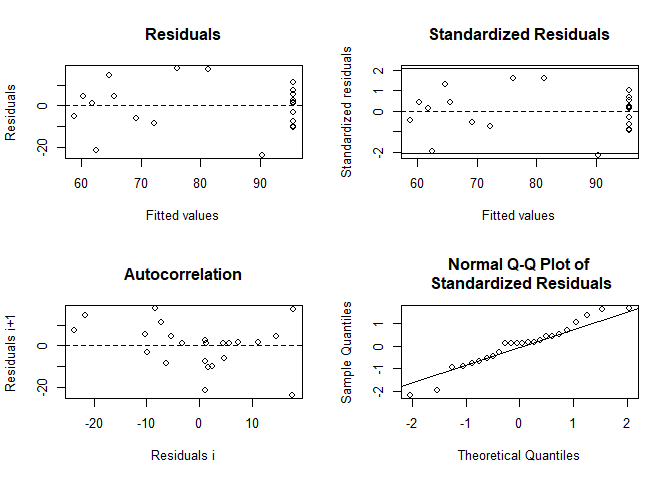 Residuals
Residuals
0
-20
60
70
80
90
Fitted values
Standardized Residuals
Standardized residuals
2
0
-2
60
70
80
90
Fitted values
Autocorrelation
Residuals i+1
0
-20
-20
-10
0
10
Residuals i
Normal Q-Q Plot of
Standardized Residuals
Sample Quantiles
1
0
-1
-2
-2
-1
0
1
2
Theoretical Quantiles